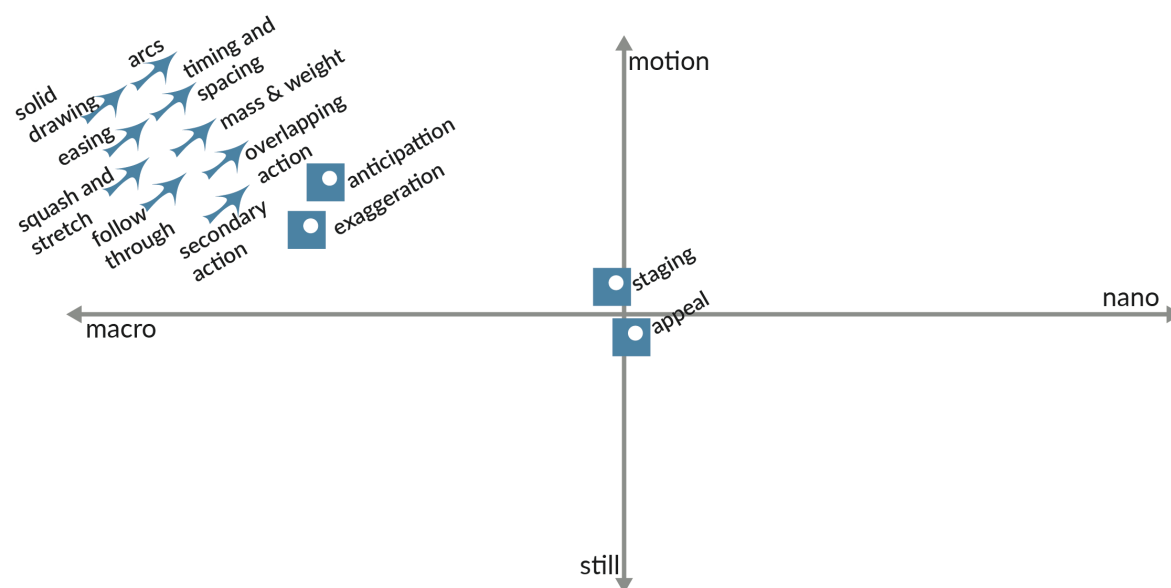 arcs
timing and
spacing
solid
drawing
easing
mass & weight
overlapping
action
squash and
stretch
follow
through
secondary
action
anticipattion
exaggeration
motion
staging
appeal
macro
nano
still